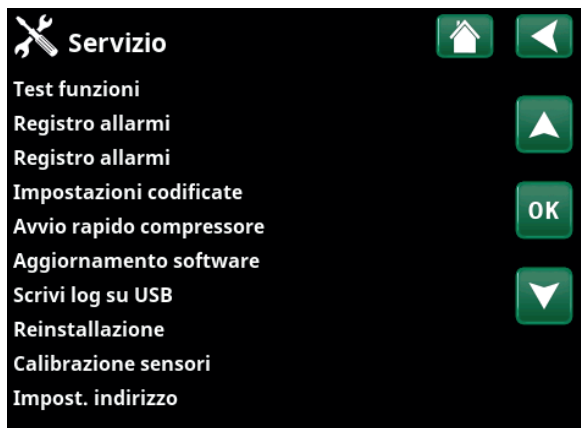 Servizio
Test funzioni
Registro allarmi
Registro allarmi
Impostazioni codificate
Avvio rapido compressore
OK
Aggiornamento software
Scrivi log su USB
Reinstallazione
Calibrazione sensori
Impost. indirizzo